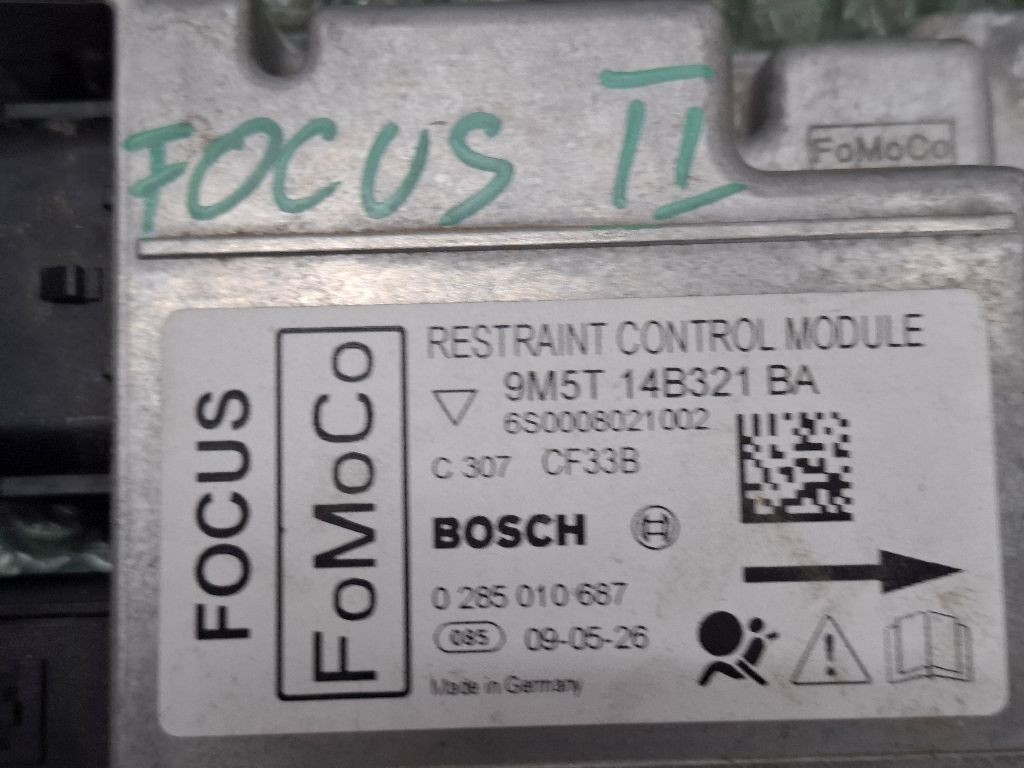 FOCUS II
FoMoCo
FOCUS
FoMoCo
RESTRAINT CONTROL MODULE
9M5T 14B321 BA
6S0008021002
C 307 CF33B
BOSCH
0 285 010 687
085 09-05-26
Made in Germany